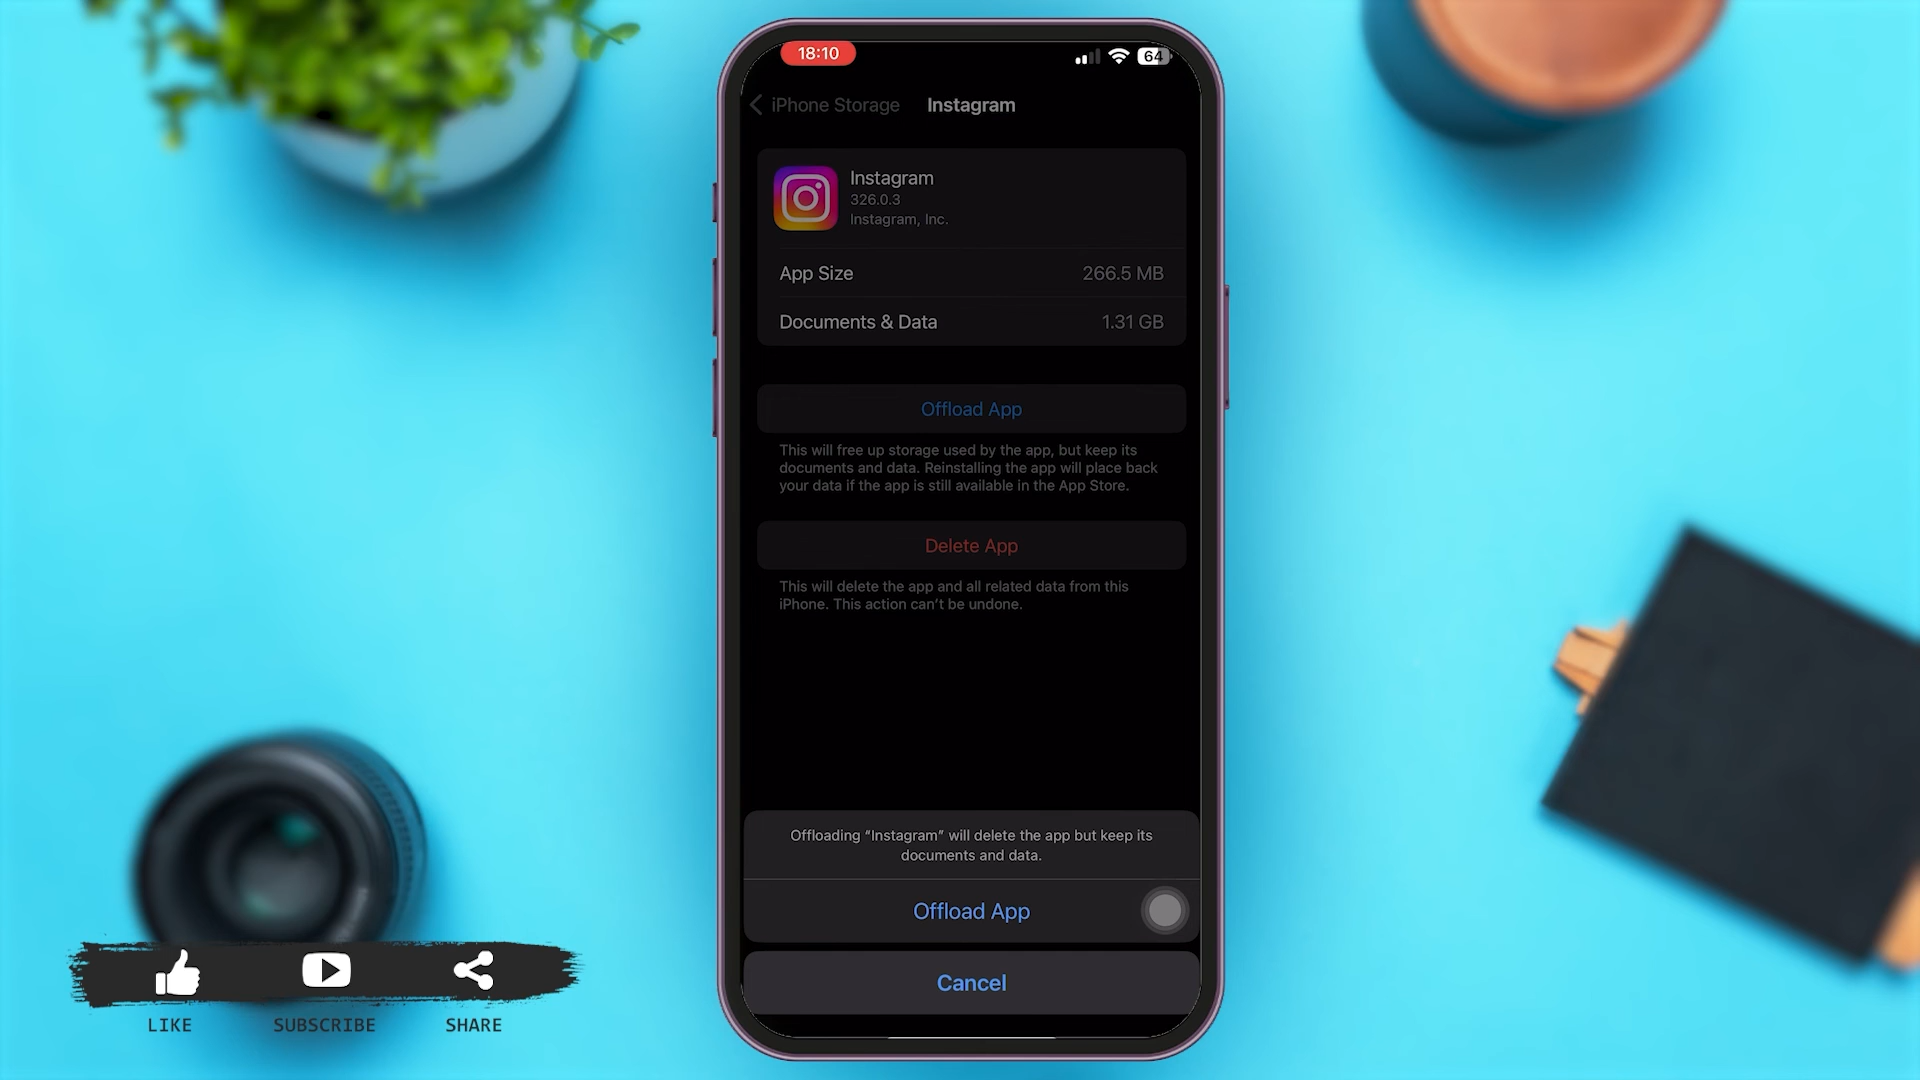 18:10
64
iPhone Storage
Instagram
Instagram
326.0.3
Instagram, Inc.
App Size
266.5 MB
Documents & Data
1.31 GB
Offload App
This will free up storage used by the app, but keep its
documents and data. Reinstalling the app will place back
your data if the app is still available in the App Store.
Delete App
This will delete the app and all related data from this
iPhone. This action can’t be undone.
Offloading “Instagram” will delete the app but keep its
documents and data.
Offload App
Cancel
LIKE
SUBSCRIBE
SHARE